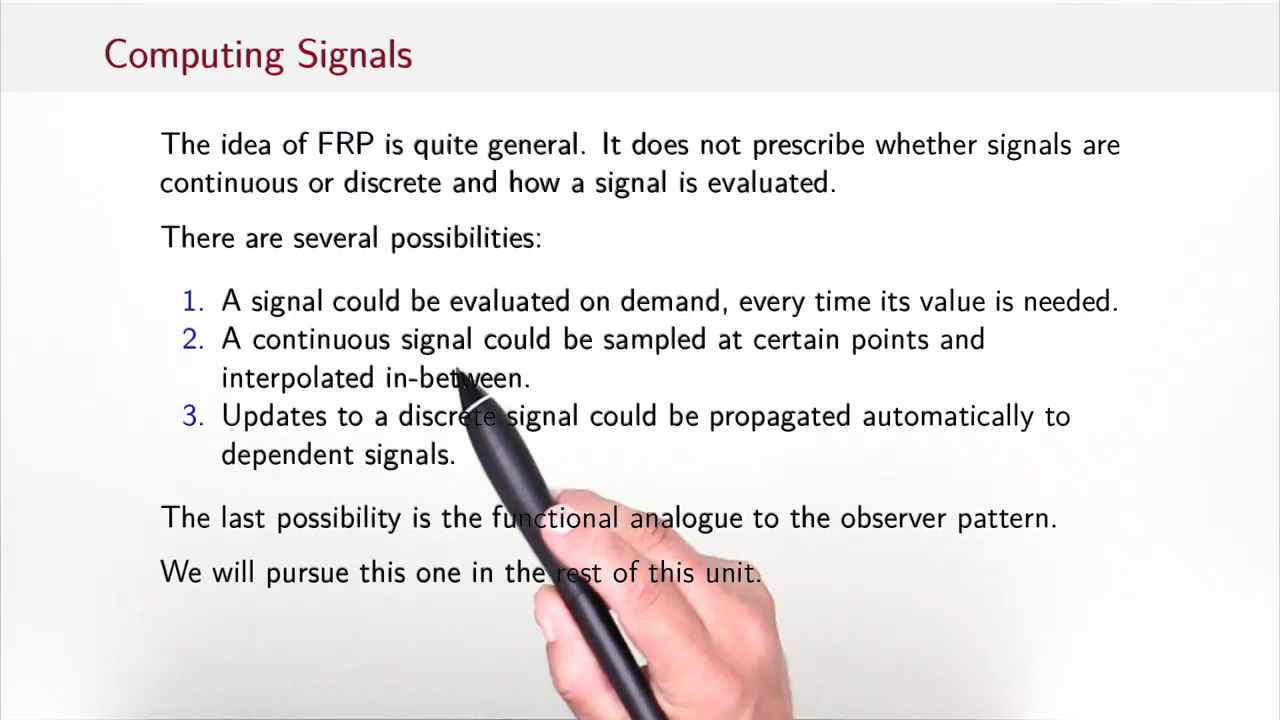 Computing Signals
The idea of FRP is quite general. It does not prescribe whether signals are
continuous or discrete and how a signal is evaluated.
There are several possibilities:
1. A signal could be evaluated on demand, every time its value is needed.
2. A continuous signal could be sampled at certain points and
interpolated in-between.
3. Updates to a discrete signal could be propagated automatically to
dependent signals.
The last possibility is the functional analogue to the observer pattern.
We will pursue this one in the rest of this unit.